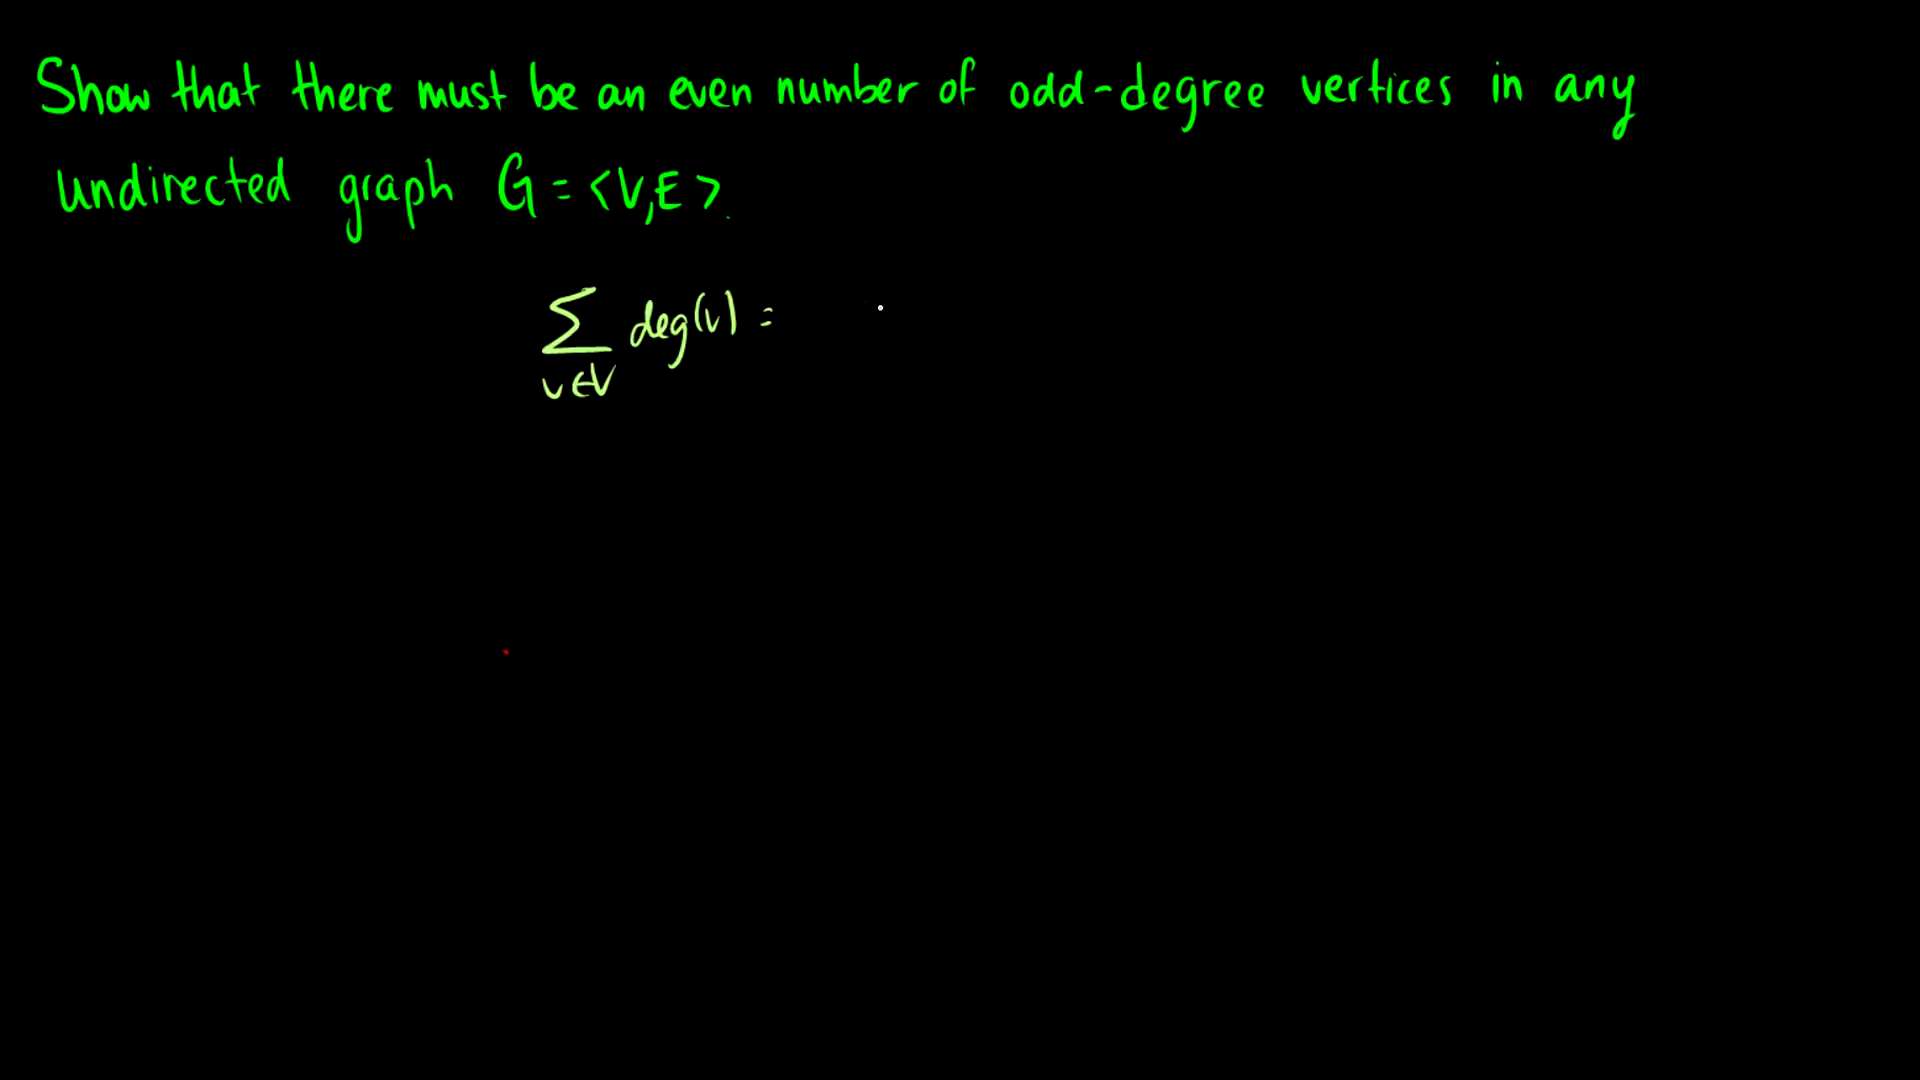 Show that there must be an even number of odd-degree vertices in any
undirected graph G = <V,E>.
∑ deg(v) =
v∈V